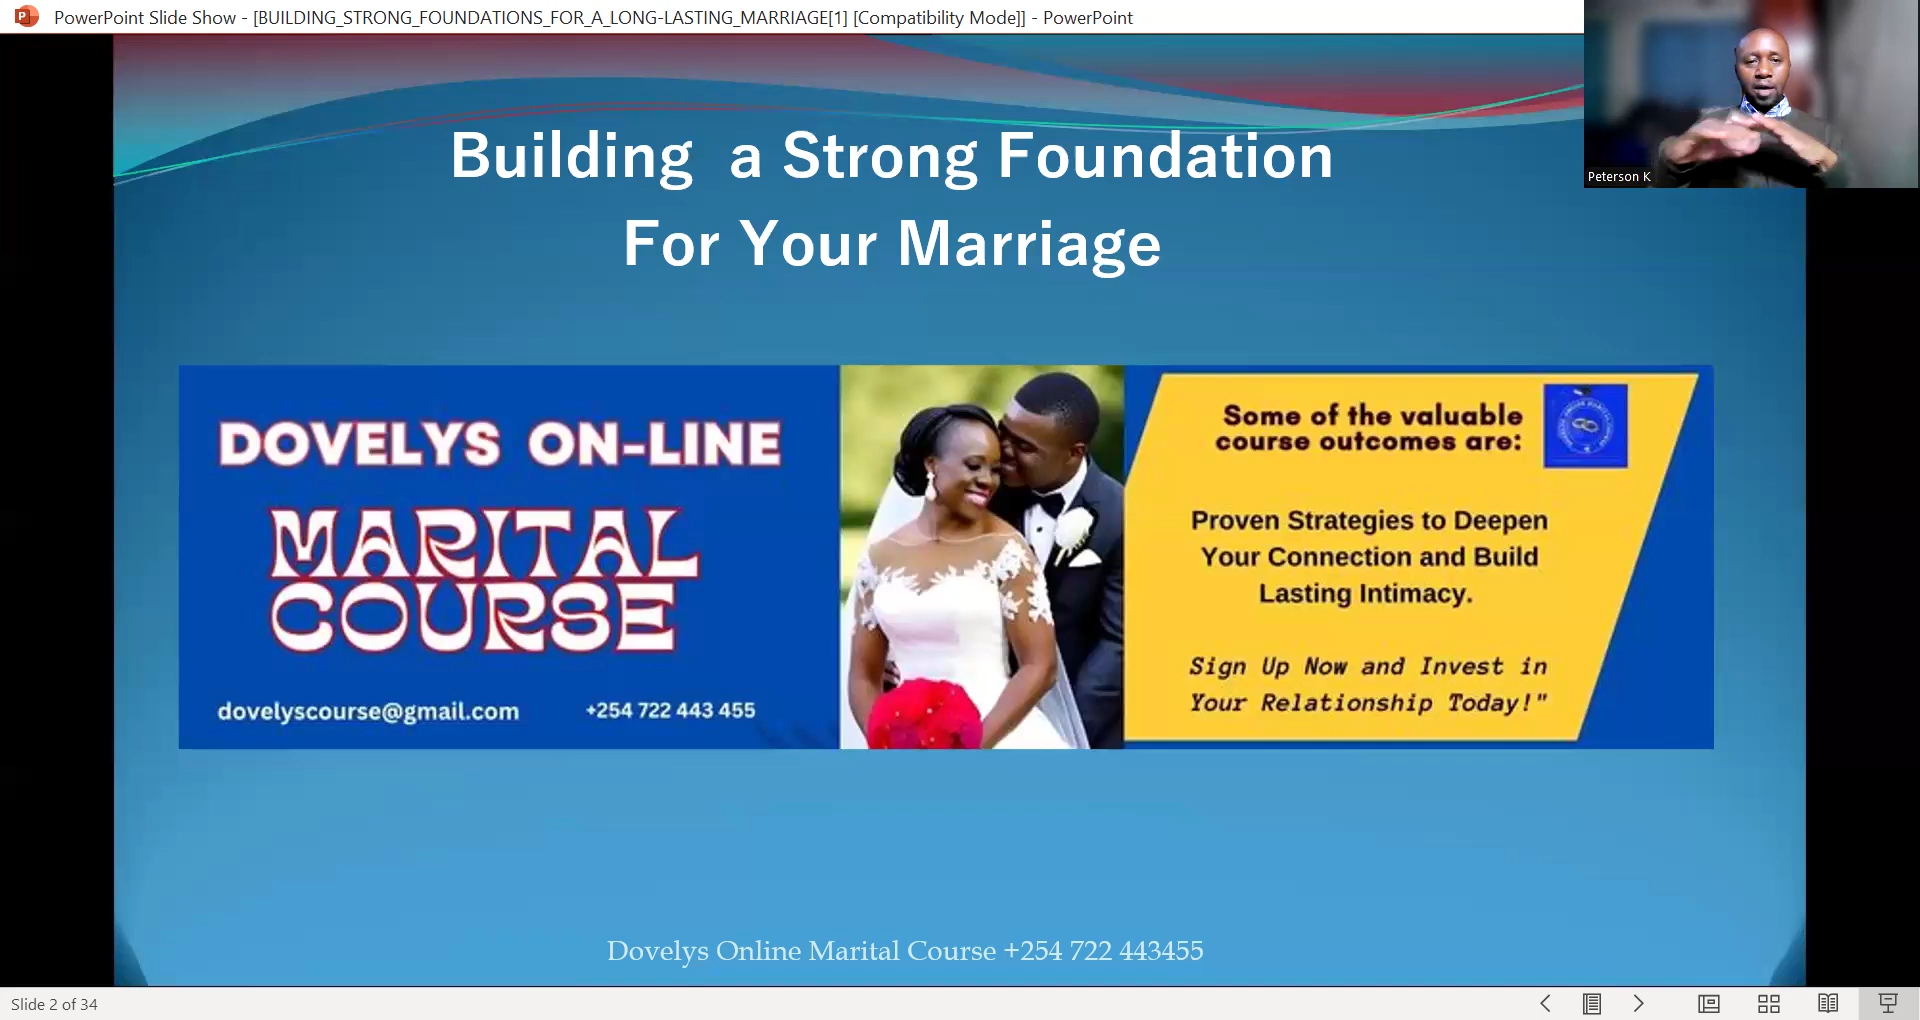 PowerPoint Slide Show - [BUILDING_STRONG_FOUNDATIONS_FOR_A_LONG-LASTING_MARRIAGE[1] [Compatibility Mode]] - PowerPoint
Peterson K
Building a Strong Foundation
For Your Marriage
DOVELYS ON-LINE
MARITAL
COURSE
dovelyscourse@gmail.com +254 722 443 455
Some of the valuable
course outcomes are:
Proven Strategies to Deepen
Your Connection and Build
Lasting Intimacy.
Sign Up Now and Invest in
Your Relationship Today!"
Dovelys Online Marital Course +254 722 443455
Slide 2 of 34